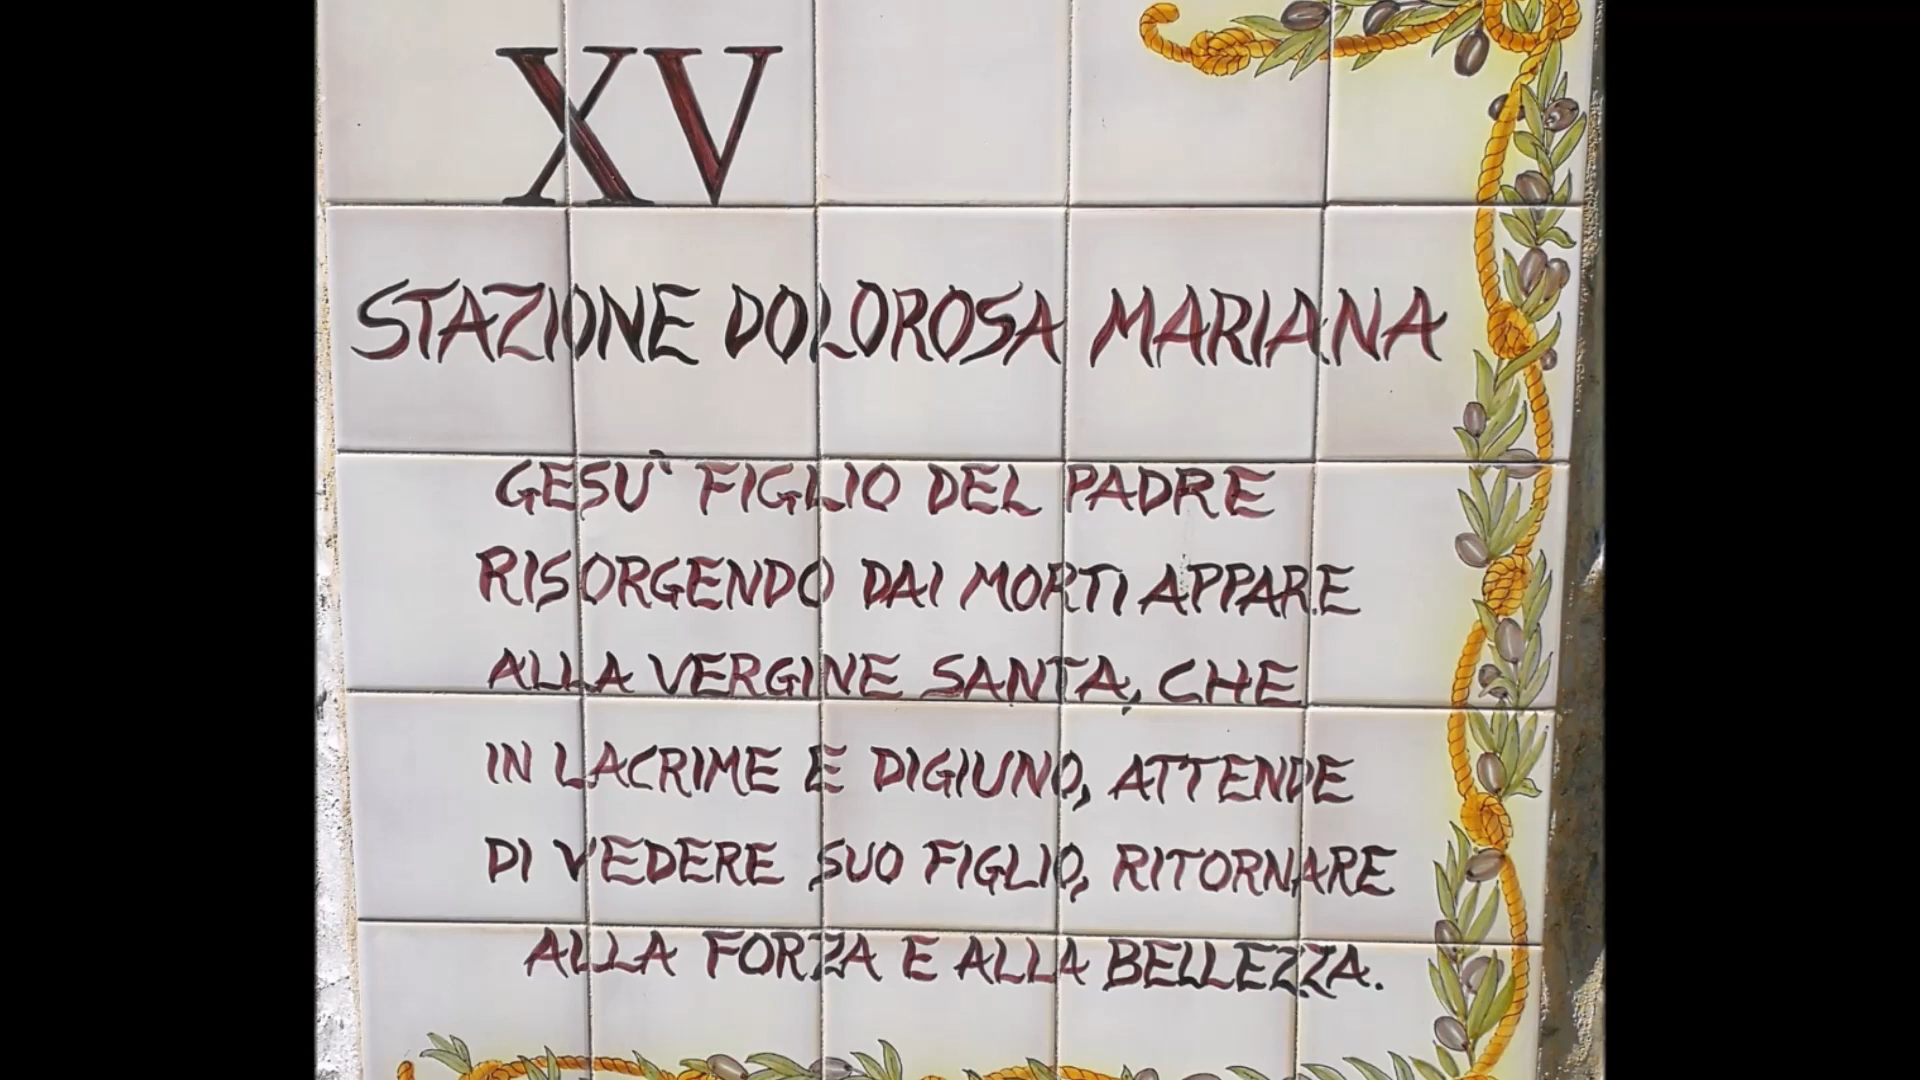 XV
STAZIONE DOLOROSA MARIANA
GESU' FIGLIO DEL PADRE
RISORGENDO DAI MORTI APPARE
ALLA VERGINE SANTA, CHE
IN LACRIME E DIGIUNO, ATTENDE
DI VEDERE SUO FIGLIO, RITORNARE
ALLA FORZA E ALLA BELLEZZA.